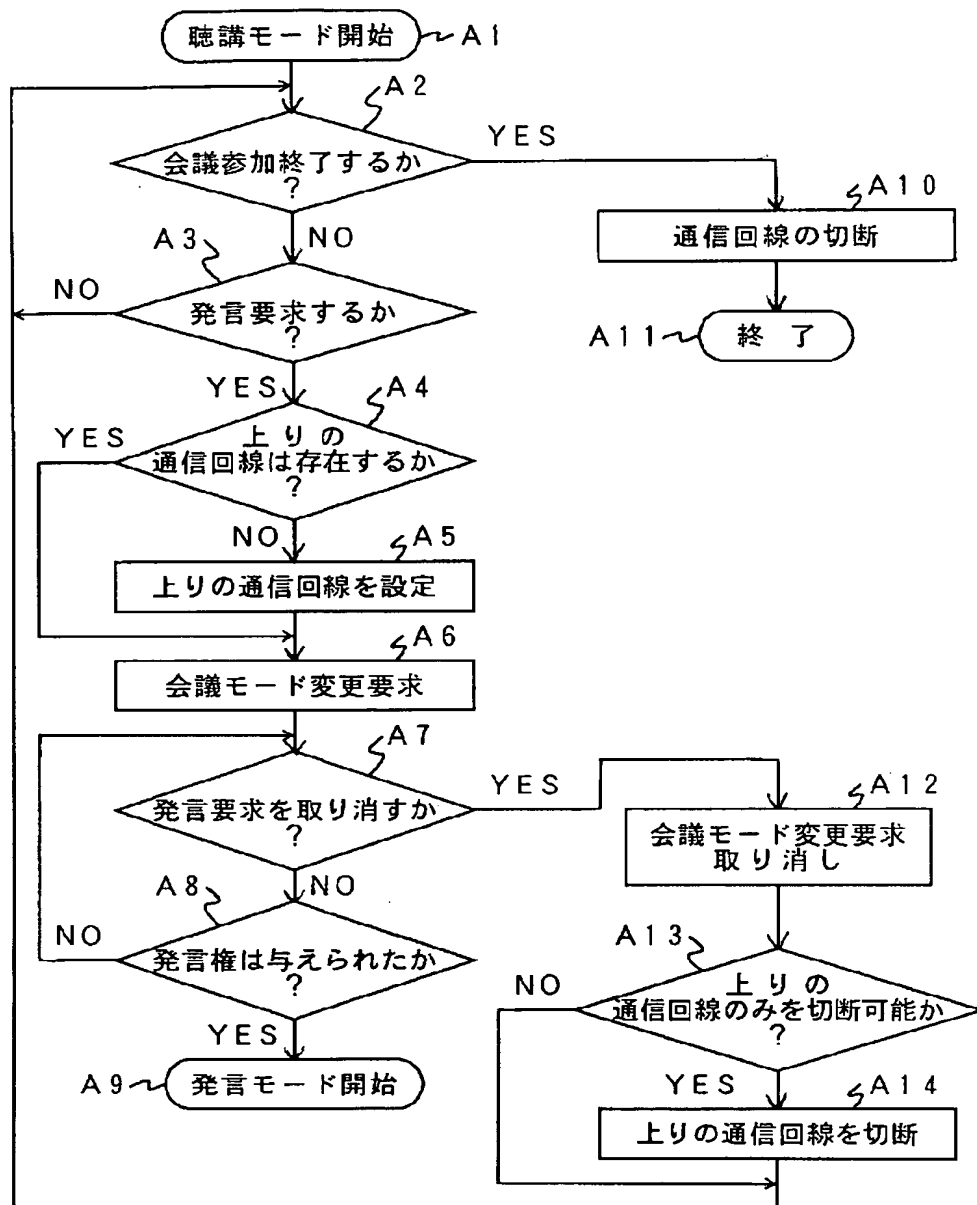 聴講モード開始 A1
A2
会議参加終了するか
?
YES
A10
通信回線の切断
A11
終 了
NO
A3
NO
発言要求するか
?
YES
A4
YES
上りの
通信回線は存在するか
?
NO
A5
上りの通信回線を設定
A6
会議モード変更要求
A7
発言要求を取り消すか
?
YES
A12
会議モード変更要求
取り消し
NO
A8
NO
発言権は与えられたか
?
YES
A9
発言モード開始
A13
NO
上りの
通信回線のみを切断可能か
?
YES
A14
上りの通信回線を切断